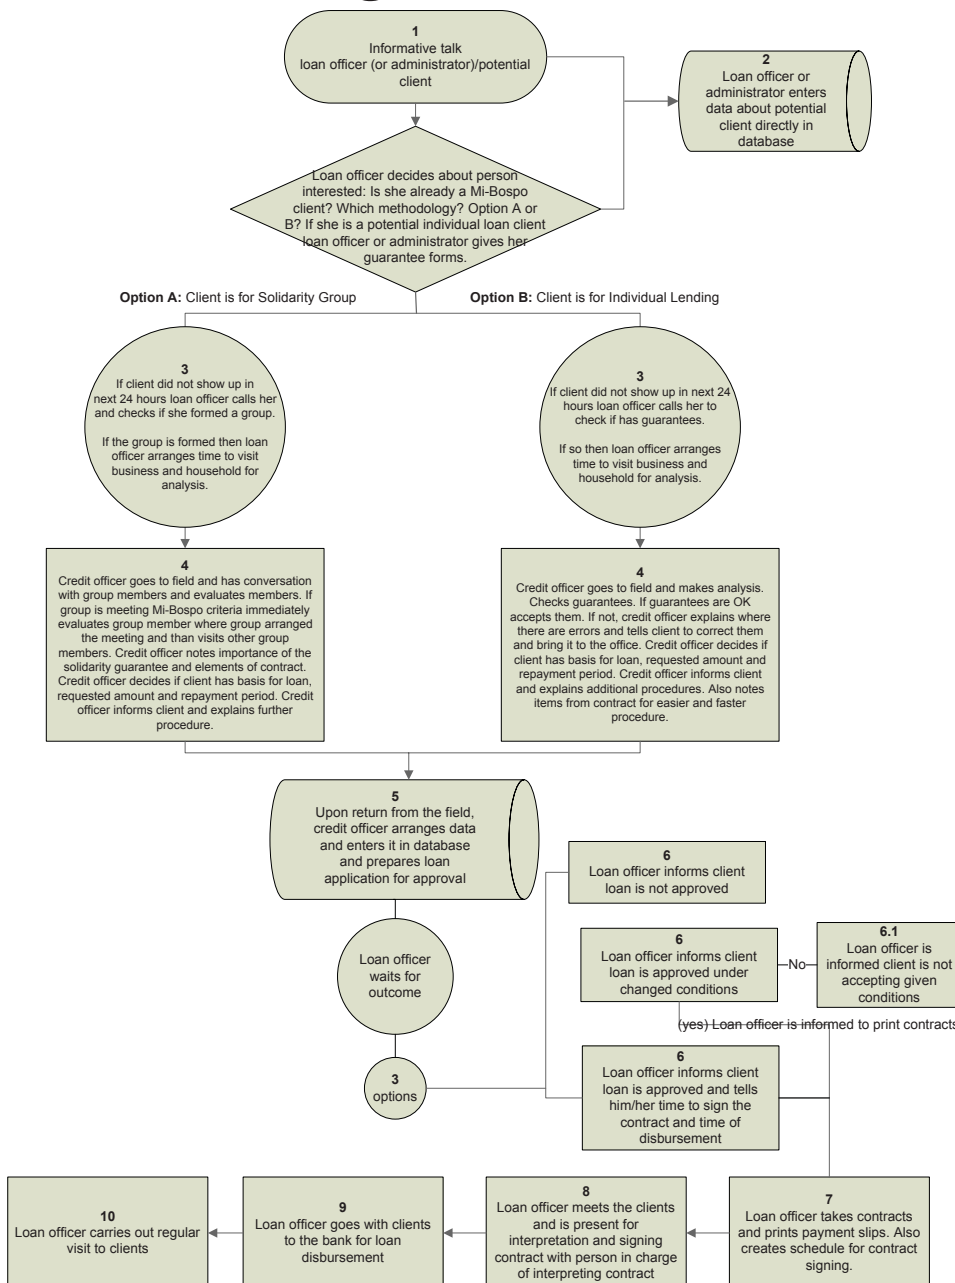 1
Informative talk
loan officer (or administrator)/potential
client
2
Loan officer or
administrator enters
data about potential
client directly in
database
Loan officer decides about person
interested: Is she already a Mi-Bospo
client? Which methodology? Option A or
B? If she is a potential individual loan client
loan officer or administrator gives her
guarantee forms.
Option A: Client is for Solidarity Group
Option B: Client is for Individual Lending
3
If client did not show up in
next 24 hours loan officer calls her
and checks if she formed a group.
If the group is formed then loan
officer arranges time to visit
business and household for
analysis.
3
If client did not show up in next 24
hours loan officer calls her to
check if has guarantees.
If so then loan officer arranges
time to visit business and
household for analysis.
4
Credit officer goes to field and has conversation
with group members and evaluates members. If
group is meeting Mi-Bospo criteria immediately
evaluates group member where group arranged
the meeting and than visits other group
members. Credit officer notes importance of the
solidarity guarantee and elements of contract.
Credit officer decides if client has basis for loan,
requested amount and repayment period. Credit
officer informs client and explains further
procedure.
4
Credit officer goes to field and makes analysis.
Checks guarantees. If guarantees are OK
accepts them. If not, credit officer explains where
there are errors and tells client to correct them
and bring it to the office. Credit officer decides if
client has basis for loan, requested amount and
repayment period. Credit officer informs client
and explains additional procedures. Also notes
items from contract for easier and faster
procedure.
5
Upon return from the field,
credit officer arranges data
and enters it in database
and prepares loan
application for approval
6
Loan officer informs client
loan is not approved
Loan officer
waits for
outcome
6
Loan officer informs client
loan is approved under
changed conditions
No
6.1
Loan officer is
informed client is not
accepting given
conditions
(yes) Loan officer is informed to print contracts
3
options
6
Loan officer informs client
loan is approved and tells
him/her time to sign the
contract and time of
disbursement
10
Loan officer carries out regular
visit to clients
9
Loan officer goes with clients
to the bank for loan
disbursement
8
Loan officer meets the clients
and is present for
interpretation and signing
contract with person in charge
of interpreting contract
7
Loan officer takes contracts
and prints payment slips. Also
creates schedule for contract
signing.